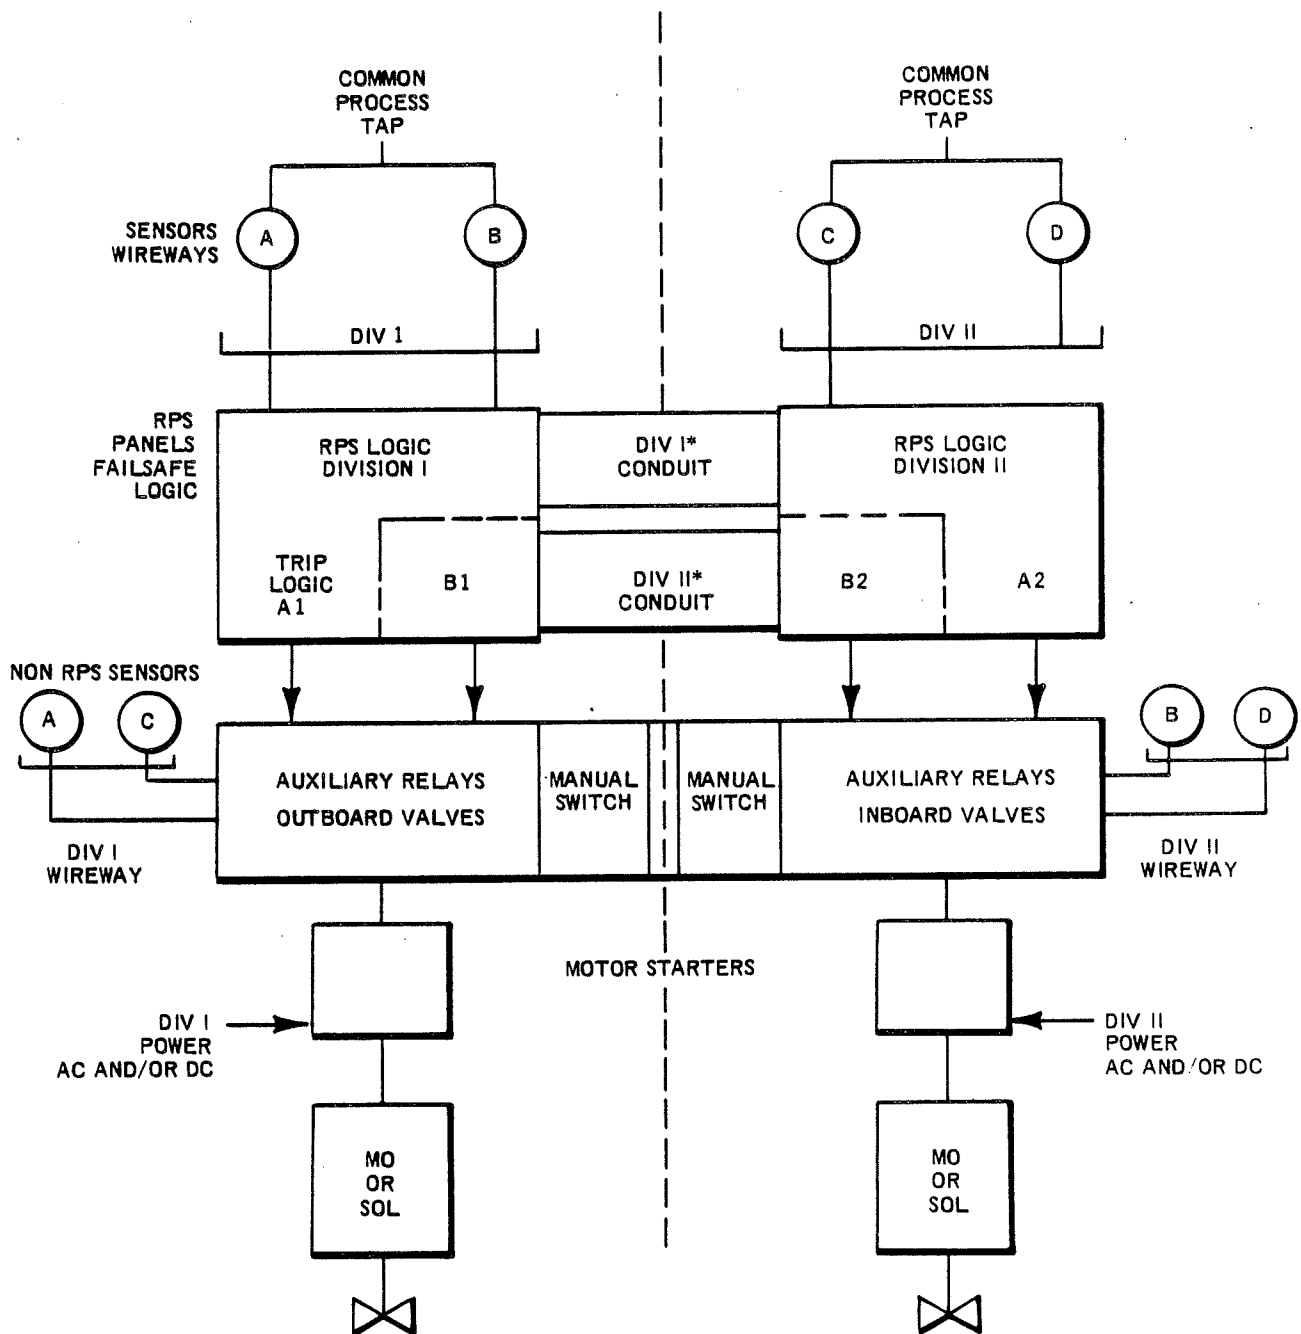 COMMON
PROCESS
TAP
COMMON
PROCESS
TAP
SENSORS
WIREWAYS
A
B
C
D
DIV 1
DIV II
RPS
PANELS
FAILSAFE
LOGIC
RPS LOGIC
DIVISION I
DIV I*
CONDUIT
RPS LOGIC
DIVISION II
TRIP
LOGIC
A1
B1
DIV II*
CONDUIT
B2
A2
NON RPS SENSORS
A
C
B
D
AUXILIARY RELAYS
OUTBOARD VALVES
MANUAL
SWITCH
MANUAL
SWITCH
AUXILIARY RELAYS
INBOARD VALVES
DIV I
WIREWAY
DIV II
WIREWAY
MOTOR STARTERS
DIV I
POWER
AC AND/OR DC
DIV II
POWER
AC AND/OR DC
MO
OR
SOL
MO
OR
SOL